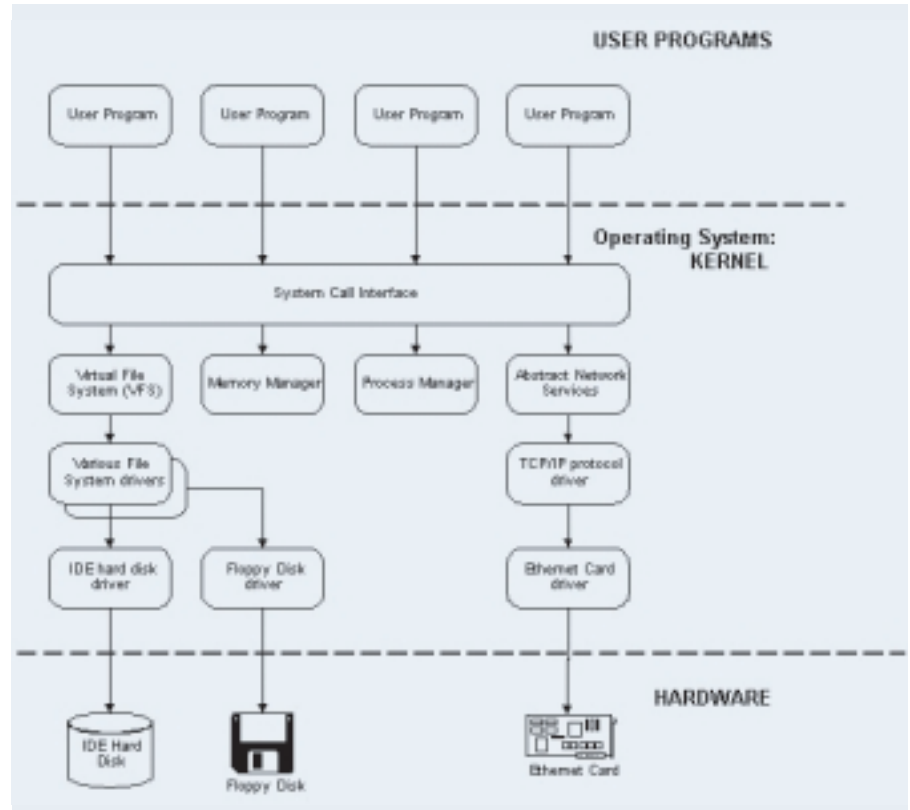 USER PROGRAMS
User Program
User Program
User Program
User Program
Operating System:
KERNEL
System Call Interface
Virtual File
System (VFS)
Memory Manager
Process Manager
Abstract Network
Services
Various File
System drivers
TCP/IP protocol
driver
IDE hard disk
driver
Floppy Disk
driver
Ethernet Card
driver
HARDWARE
IDE Hard
Disk
Floppy Disk
Ethernet Card